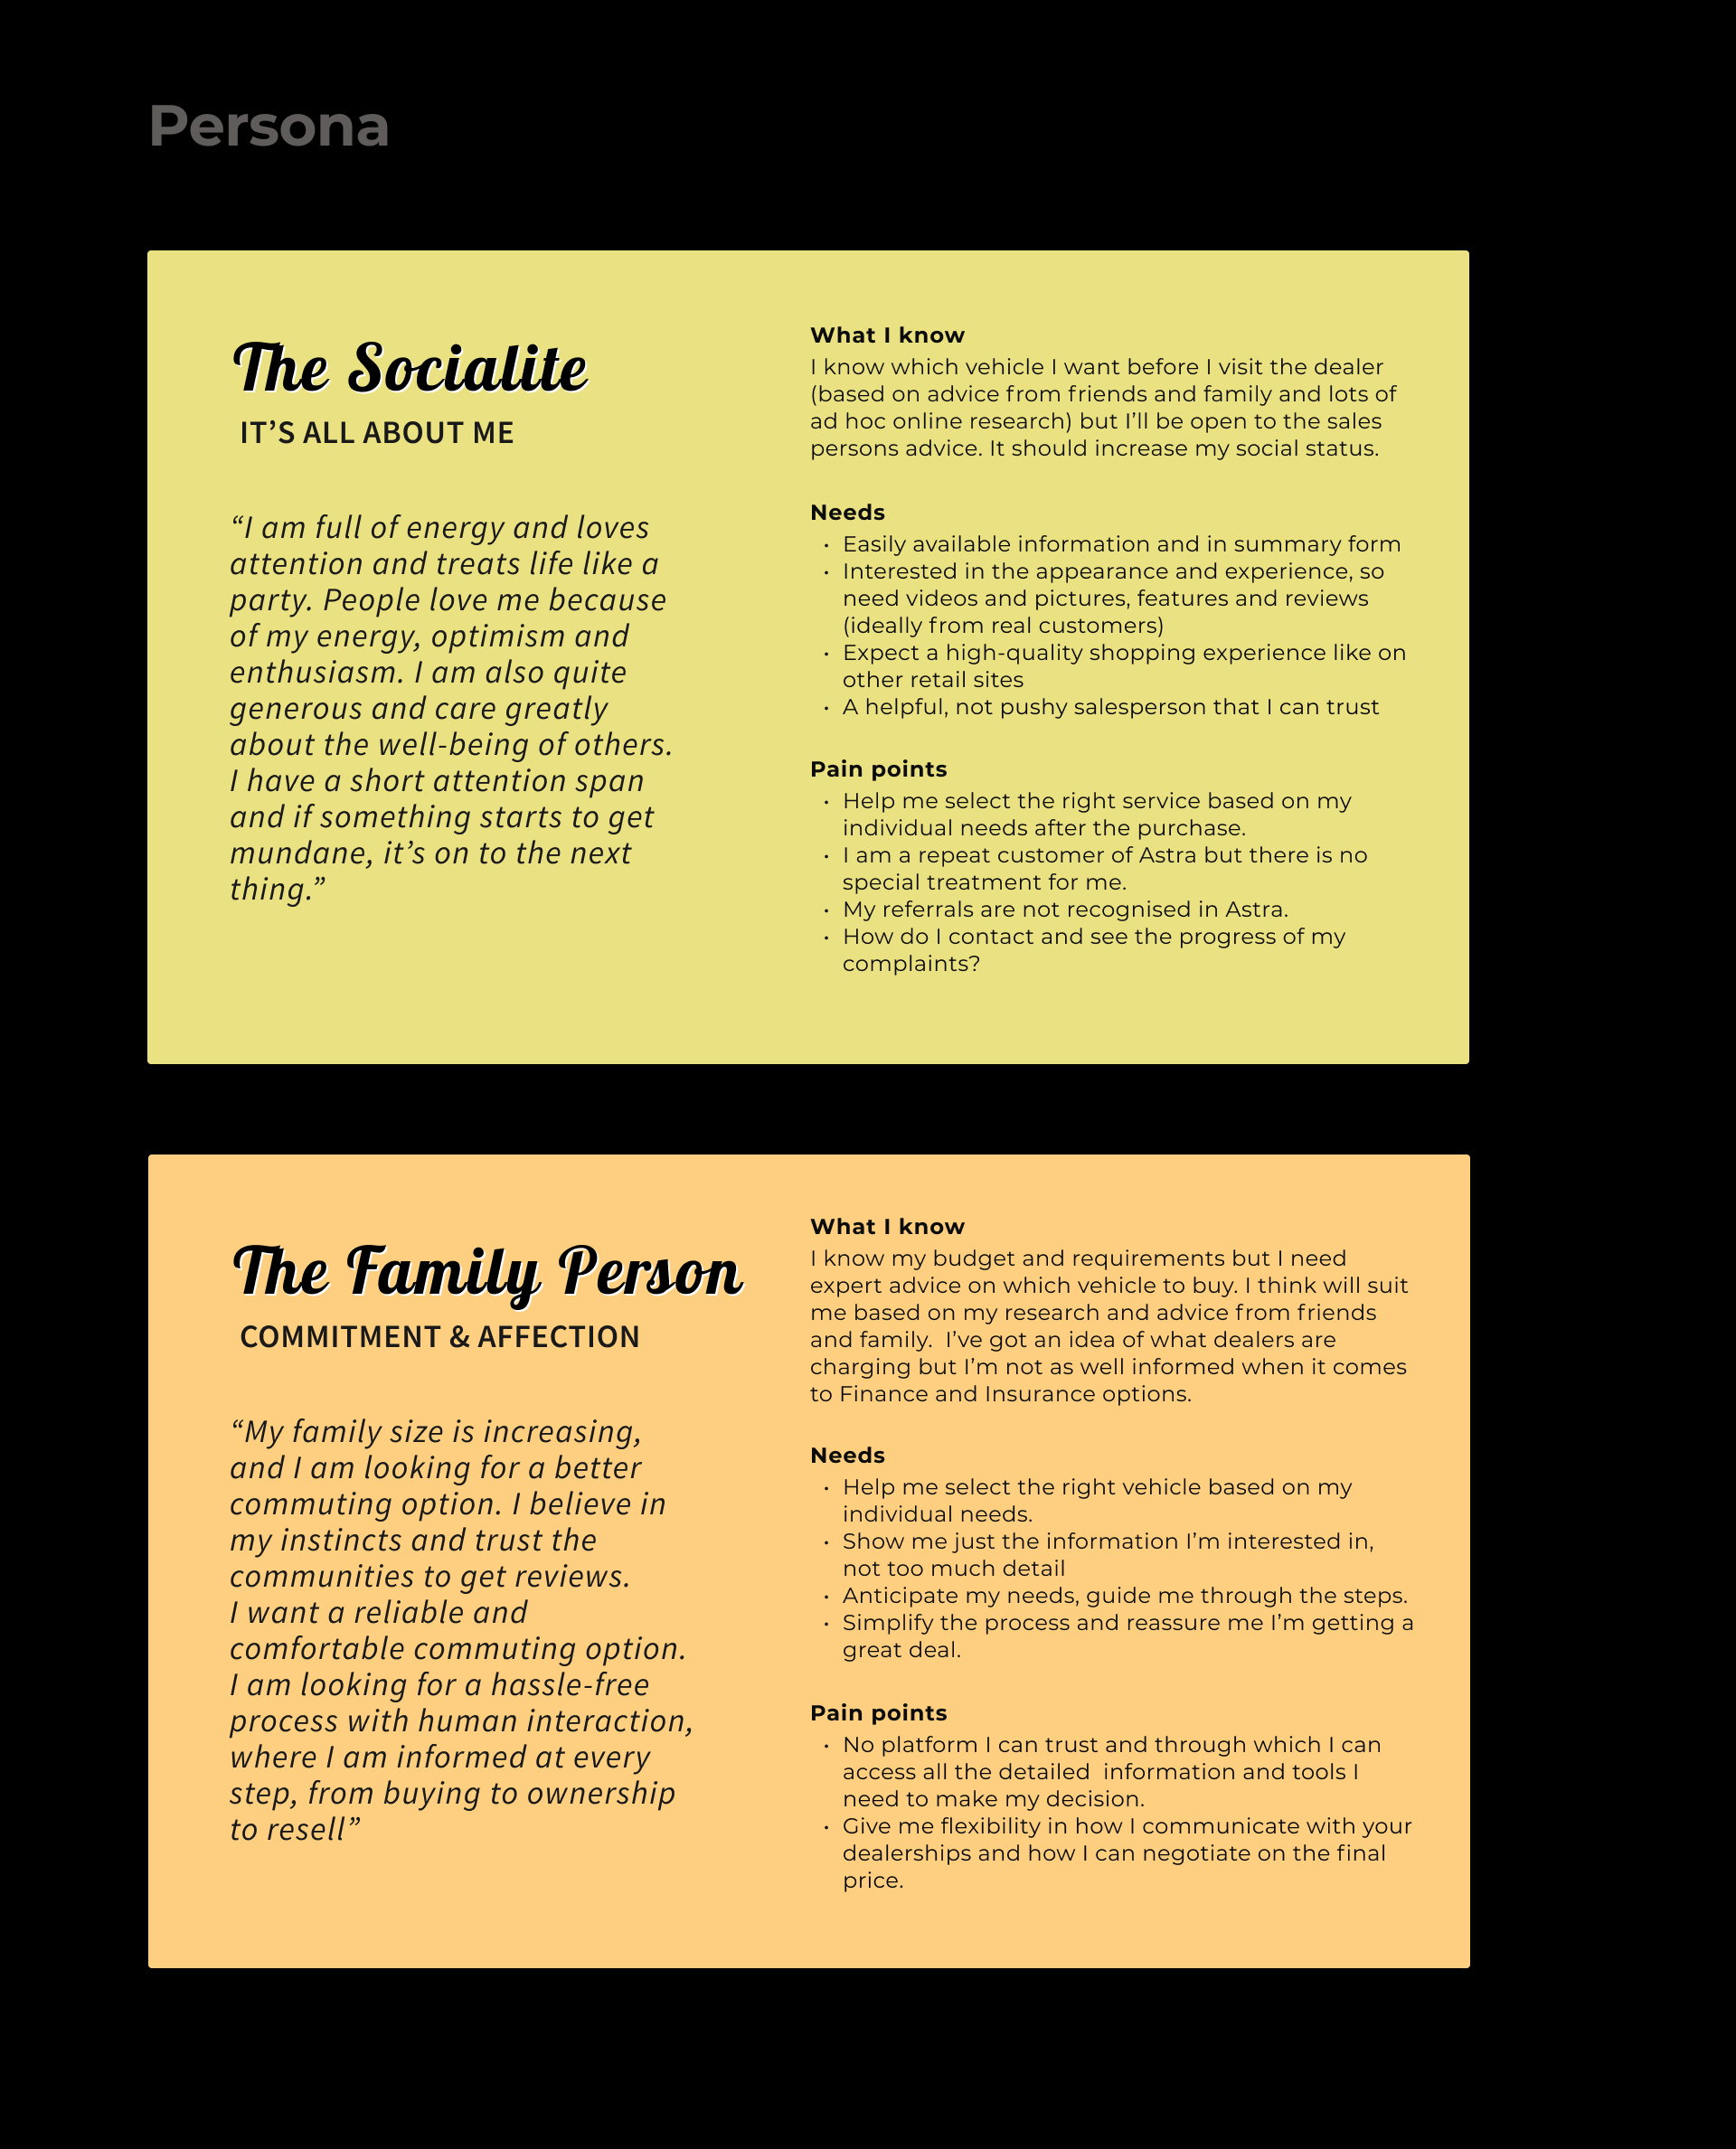 Persona
The Socialite
IT’S ALL ABOUT ME
“I am full of energy and loves
attention and treats life like a
party. People love me because
of my energy, optimism and
enthusiasm. I am also quite
generous and care greatly
about the well-being of others.
I have a short attention span
and if something starts to get
mundane, it’s on to the next
thing.”
What I know
I know which vehicle I want before I visit the dealer
(based on advice from friends and family and lots of
ad hoc online research) but I’ll be open to the sales
persons advice. It should increase my social status.
Needs
• Easily available information and in summary form
• Interested in the appearance and experience, so
need videos and pictures, features and reviews
(ideally from real customers)
• Expect a high-quality shopping experience like on
other retail sites
• A helpful, not pushy salesperson that I can trust
Pain points
• Help me select the right service based on my
individual needs after the purchase.
• I am a repeat customer of Astra but there is no
special treatment for me.
• My referrals are not recognised in Astra.
• How do I contact and see the progress of my
complaints?
The Family Person
COMMITMENT & AFFECTION
“My family size is increasing,
and I am looking for a better
commuting option. I believe in
my instincts and trust the
communities to get reviews.
I want a reliable and
comfortable commuting option.
I am looking for a hassle-free
process with human interaction,
where I am informed at every
step, from buying to ownership
to resell”
What I know
I know my budget and requirements but I need
expert advice on which vehicle to buy. I think will suit
me based on my research and advice from friends
and family.  I’ve got an idea of what dealers are
charging but I’m not as well informed when it comes
to Finance and Insurance options.
Needs
• Help me select the right vehicle based on my
individual needs.
• Show me just the information I’m interested in,
not too much detail
• Anticipate my needs, guide me through the steps.
• Simplify the process and reassure me I’m getting a
great deal.
Pain points
• No platform I can trust and through which I can
access all the detailed  information and tools I
need to make my decision.
• Give me flexibility in how I communicate with your
dealerships and how I can negotiate on the final
price.